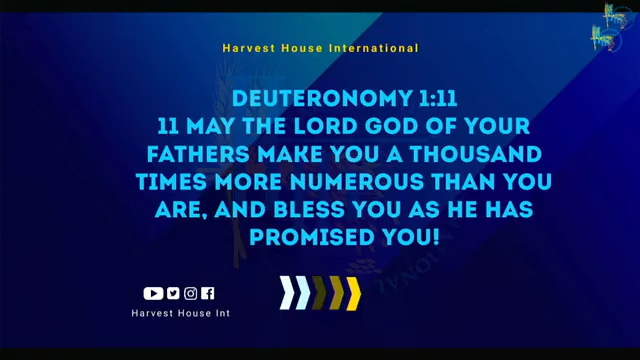 Harvest House International
DEUTERONOMY 1:11
11 MAY THE LORD GOD OF YOUR
FATHERS MAKE YOU A THOUSAND
TIMES MORE NUMEROUS THAN YOU
ARE, AND BLESS YOU AS HE HAS
PROMISED YOU!
Harvest House Int